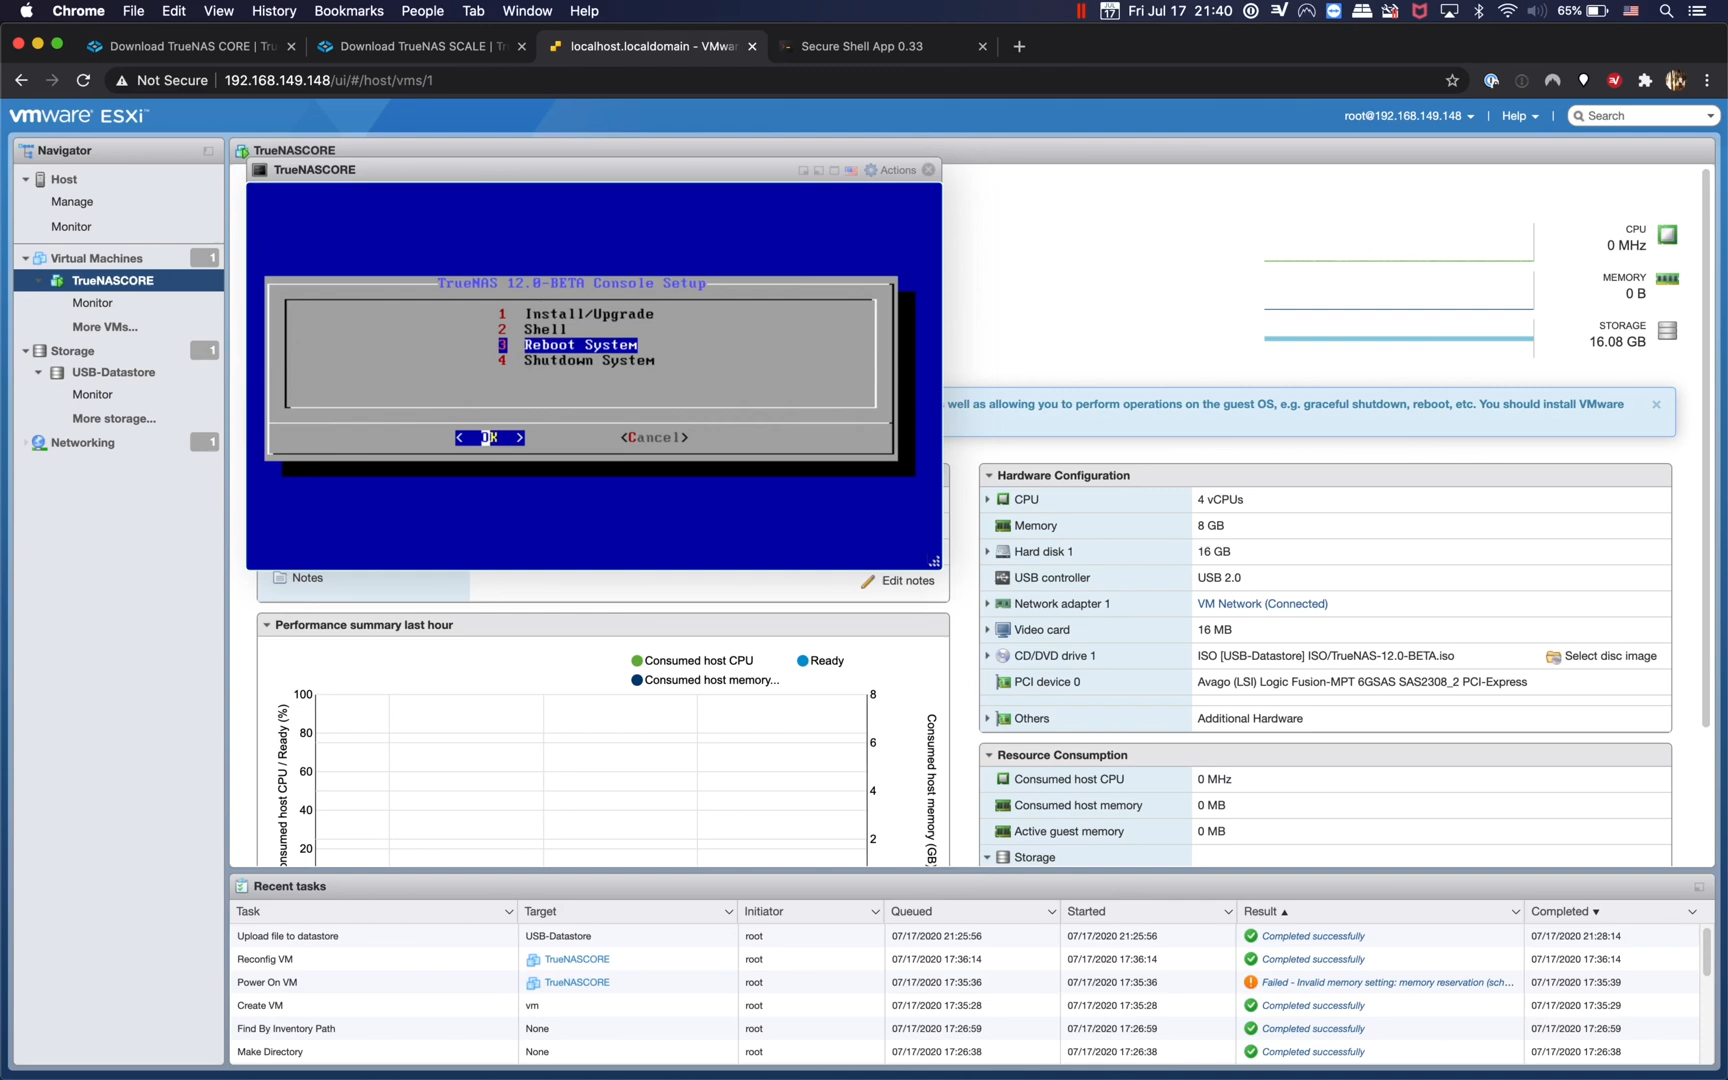 Chrome File Edit View History Bookmarks People Tab Window Help
JUL 17 Fri Jul 17 21:40 65%
Download TrueNAS CORE | Tru
Download TrueNAS SCALE | Tr
localhost.localdomain - VMwar
Secure Shell App 0.33
Not Secure 192.168.149.148/ui/#/host/vms/1
vmware ESXi™
root@192.168.149.148 | Help | Search
Navigator
Host
Manage
Monitor
Virtual Machines 1
TrueNASCORE
Monitor
More VMs...
Storage 1
USB-Datastore
Monitor
More storage...
Networking 1
TrueNASCORE
TrueNASCORE
Actions
TrueNAS 12.0-BETA Console Setup
1 Install/Upgrade
2 Shell
3 Reboot System
4 Shutdown System
< OK > <Cancel>
CPU
0 MHz
MEMORY
0 B
STORAGE
16.08 GB
well as allowing you to perform operations on the guest OS, e.g. graceful shutdown, reboot, etc. You should install VMware
Notes
Edit notes
Performance summary last hour
Consumed host CPU Ready
Consumed host memory...
100
80
60
40
20
8
6
4
2
onsumed host CPU / Ready (%)
Consumed host memory (GB)
Hardware Configuration
CPU 4 vCPUs
Memory 8 GB
Hard disk 1 16 GB
USB controller USB 2.0
Network adapter 1 VM Network (Connected)
Video card 16 MB
CD/DVD drive 1 ISO [USB-Datastore] ISO/TrueNAS-12.0-BETA.iso Select disc image
PCI device 0 Avago (LSI) Logic Fusion-MPT 6GSAS SAS2308_2 PCI-Express
Others Additional Hardware
Resource Consumption
Consumed host CPU 0 MHz
Consumed host memory 0 MB
Active guest memory 0 MB
Storage
Recent tasks
Task Target Initiator Queued Started Result ▲ Completed ▼
Upload file to datastore USB-Datastore root 07/17/2020 21:25:56 07/17/2020 21:25:56 Completed successfully 07/17/2020 21:28:14
Reconfig VM TrueNASCORE root 07/17/2020 17:36:14 07/17/2020 17:36:14 Completed successfully 07/17/2020 17:36:14
Power On VM TrueNASCORE root 07/17/2020 17:35:36 07/17/2020 17:35:36 Failed - Invalid memory setting: memory reservation (sch... 07/17/2020 17:35:39
Create VM vm root 07/17/2020 17:35:28 07/17/2020 17:35:28 Completed successfully 07/17/2020 17:35:29
Find By Inventory Path None root 07/17/2020 17:26:59 07/17/2020 17:26:59 Completed successfully 07/17/2020 17:26:59
Make Directory None root 07/17/2020 17:26:38 07/17/2020 17:26:38 Completed successfully 07/17/2020 17:26:38